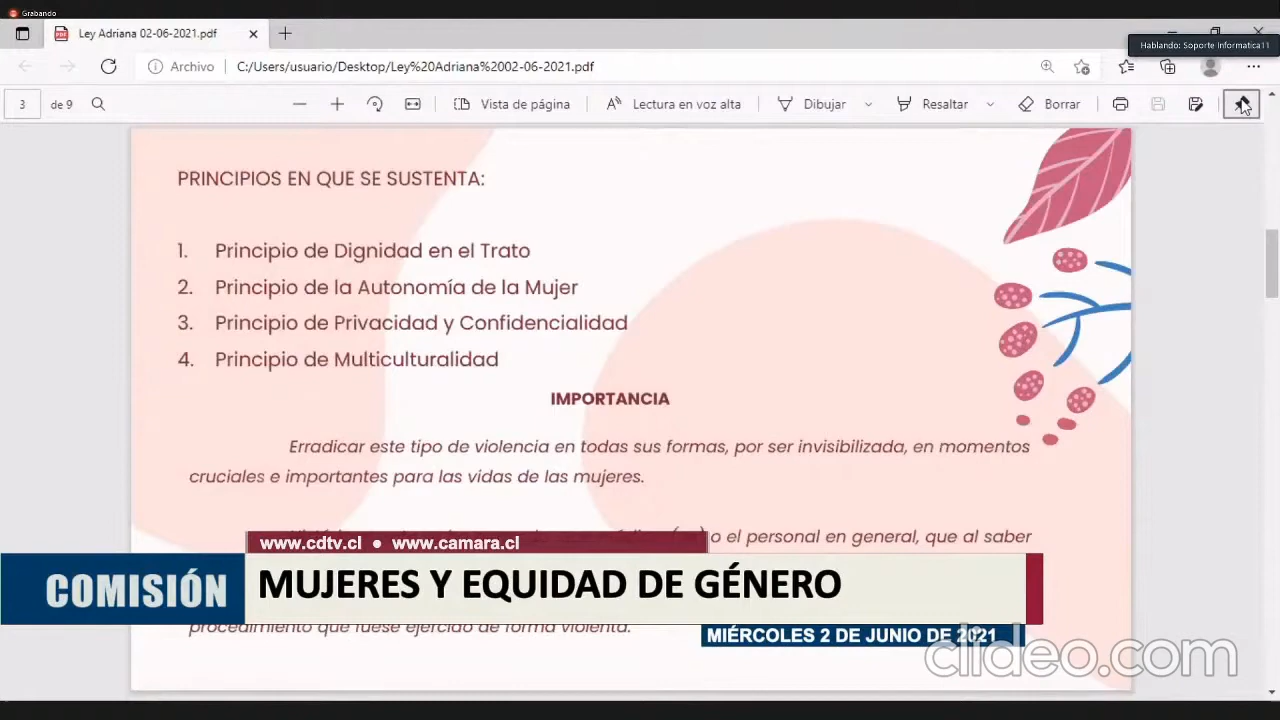 Grabando
Ley Adriana 02-06-2021.pdf
Hablando: Soporte Informatica11
Archivo
C:/Users/usuario/Desktop/Ley%20Adriana%2002-06-2021.pdf
3 de 9
Vista de página
Lectura en voz alta
Dibujar
Resaltar
Borrar
PRINCIPIOS EN QUE SE SUSTENTA:
1. Principio de Dignidad en el Trato
2. Principio de la Autonomía de la Mujer
3. Principio de Privacidad y Confidencialidad
4. Principio de Multiculturalidad
IMPORTANCIA
Erradicar este tipo de violencia en todas sus formas, por ser invisibilizada, en momentos
cruciales e importantes para las vidas de las mujeres.
o el personal en general, que al saber
www.cdtv.cl • www.camara.cl
COMISIÓN
MUJERES Y EQUIDAD DE GÉNERO
procedimiento que fuese ejercido de forma violenta.
MIÉRCOLES 2 DE JUNIO DE 2021
clideo.com